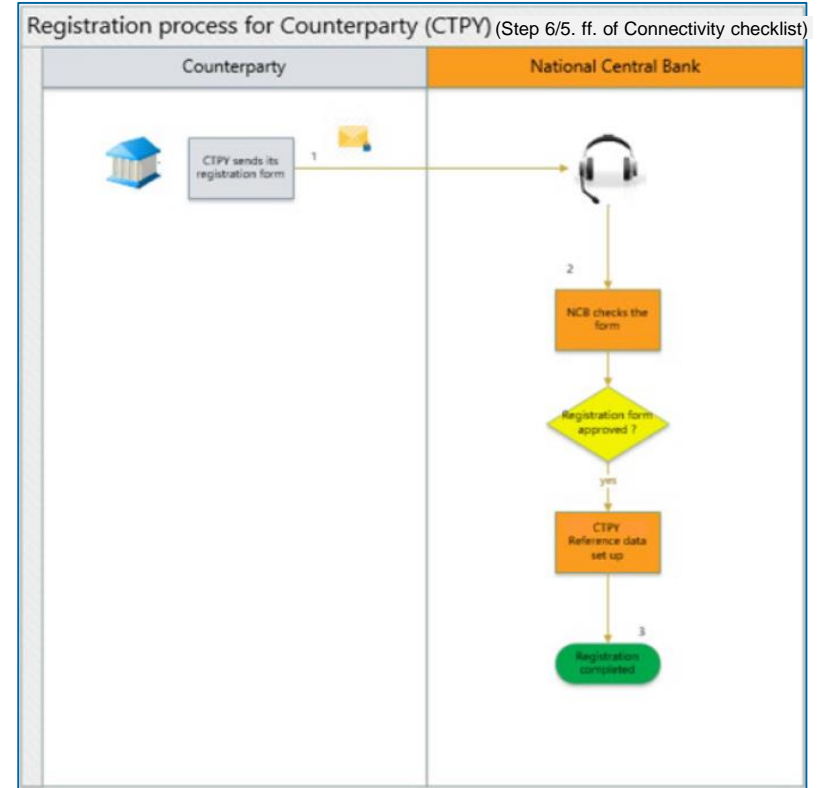 Registration process for Counterparty (CTPY) (Step 6/5. ff. of Connectivity checklist)
Counterparty
National Central Bank
CTPY sends its
registration form
1
2
NCB checks the
form
Registration form
approved ?
yes
CTPY
Reference data
set up
3
Registration
completed